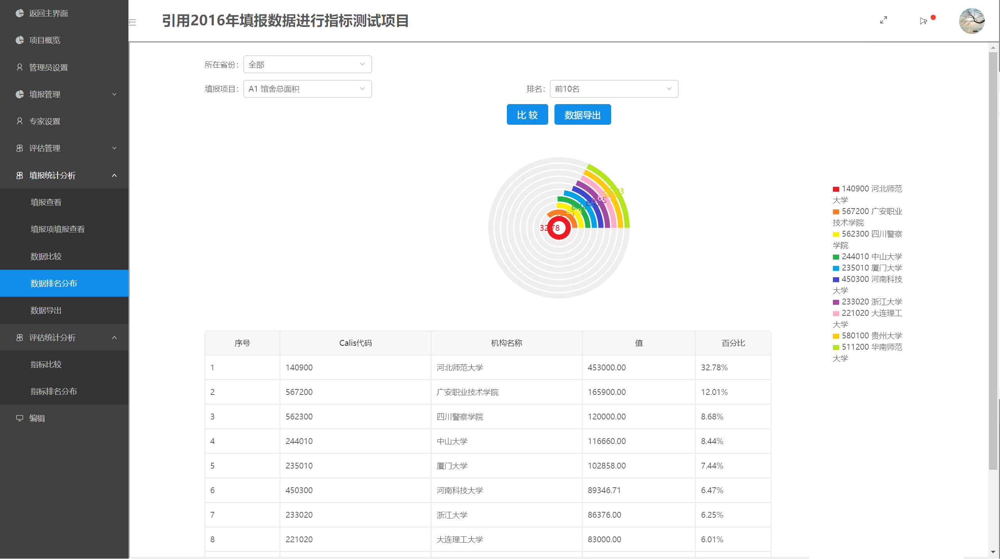 返回主界面
项目概览
管理员设置
填报管理
专家设置
评估管理
填报统计分析
填报查看
填报项填报查看
数据比较
数据排名分布
数据导出
评估统计分析
指标比较
指标排名分布
编辑
引用2016年填报数据进行指标测试项目
所在省份: 全部
填报项目: A1 馆舍总面积 排名: 前10名
比 较 数据导出
32.78
140900 河北师范
大学
567200 广安职业
技术学院
562300 四川警察
学院
244010 中山大学
235010 厦门大学
450300 河南科技
大学
233020 浙江大学
221020 大连理工
大学
580100 贵州大学
511200 华南师范
大学
序号 Calis代码 机构名称 值 百分比
1 140900 河北师范大学 453000.00 32.78%
2 567200 广安职业技术学院 165900.00 12.01%
3 562300 四川警察学院 120000.00 8.68%
4 244010 中山大学 116660.00 8.44%
5 235010 厦门大学 102858.00 7.44%
6 450300 河南科技大学 89346.71 6.47%
7 233020 浙江大学 86376.00 6.25%
8 221020 大连理工大学 83000.00 6.01%